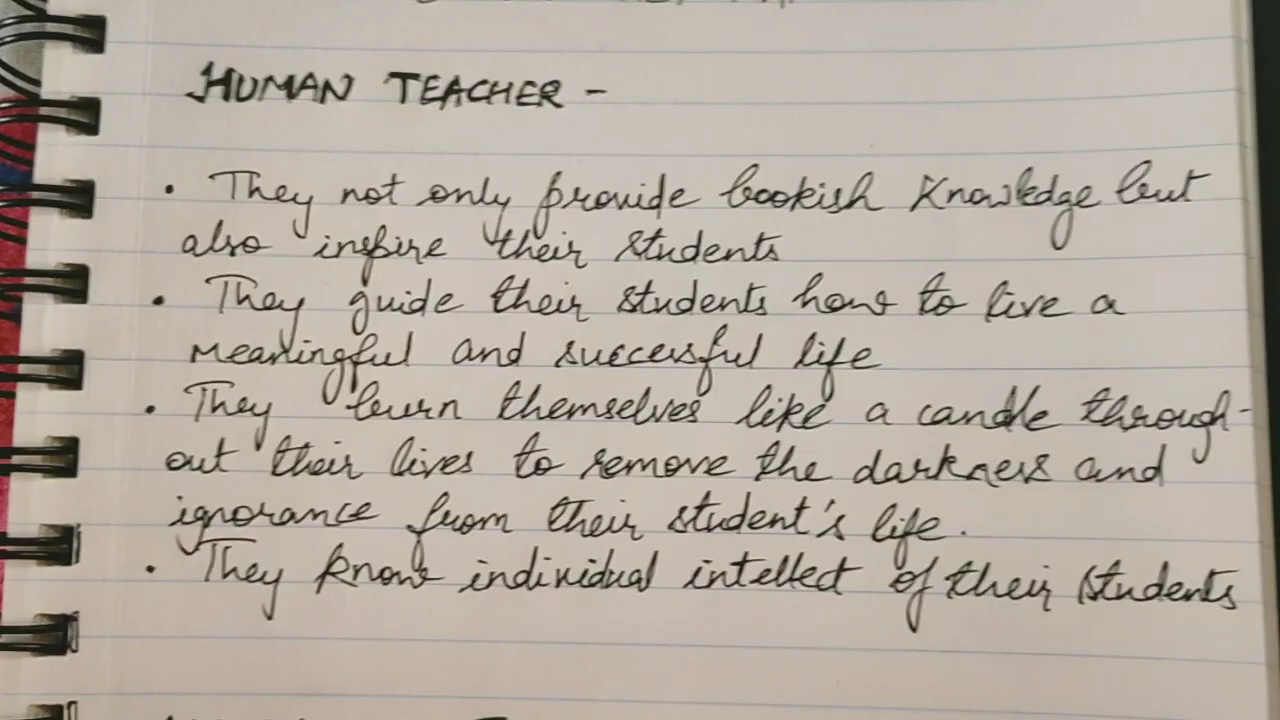 HUMAN TEACHER -
• They not only provide bookish knowledge but
also inspire their students
• They guide their students how to live a
meaningful and successful life
• They burn themselves like a candle through-
out their lives to remove the darkness and
ignorance from their student's life.
• They know individual intellect of their students